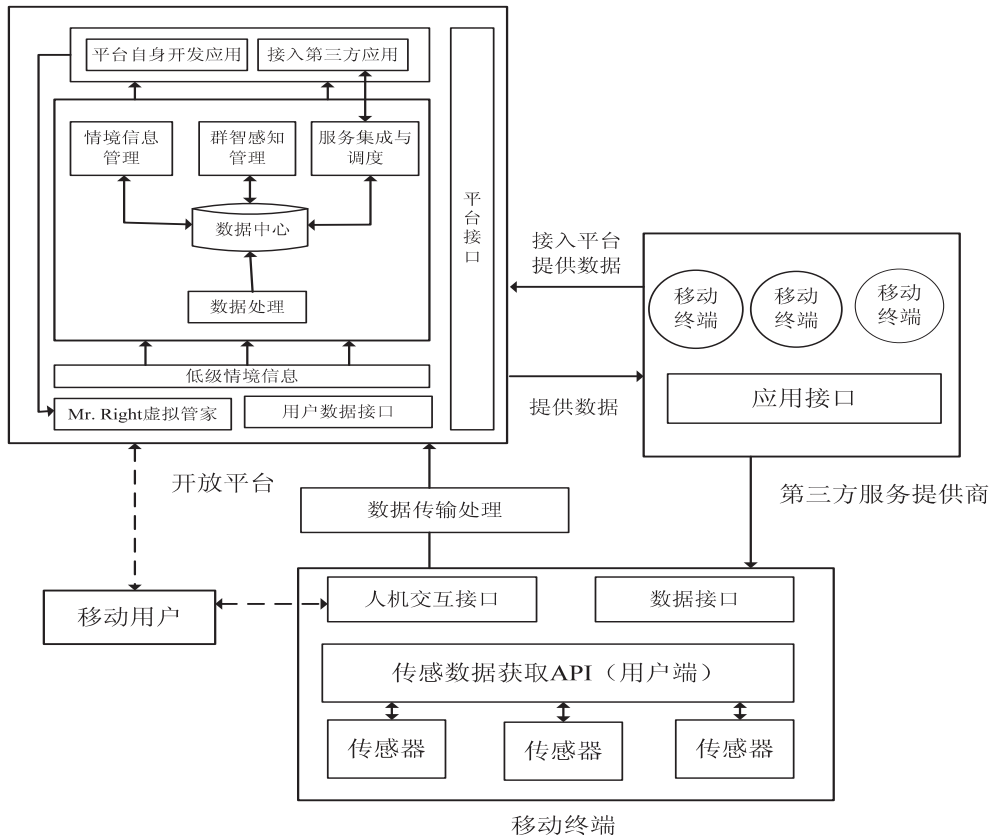 平台自身开发应用
接入第三方应用
情境信息
管理
群智感知
管理
服务集成与
调度
数据中心
数据处理
低级情境信息
Mr. Right虚拟管家
用户数据接口
平
台
接
口
开放平台
接入平台
提供数据
提供数据
移动
终端
移动
终端
移动
终端
应用接口
第三方服务提供商
数据传输处理
移动用户
人机交互接口
数据接口
传感数据获取API（用户端）
传感器
传感器
传感器
移动终端